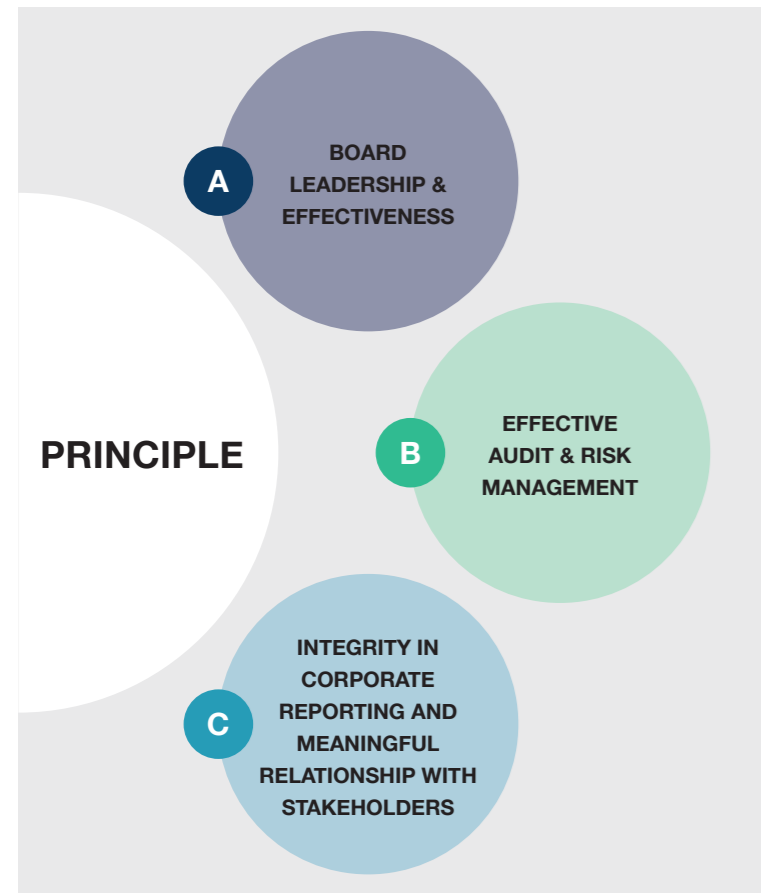 PRINCIPLE
A
BOARD
LEADERSHIP &
EFFECTIVENESS
B
EFFECTIVE
AUDIT & RISK
MANAGEMENT
C
INTEGRITY IN
CORPORATE
REPORTING AND
MEANINGFUL
RELATIONSHIP WITH
STAKEHOLDERS